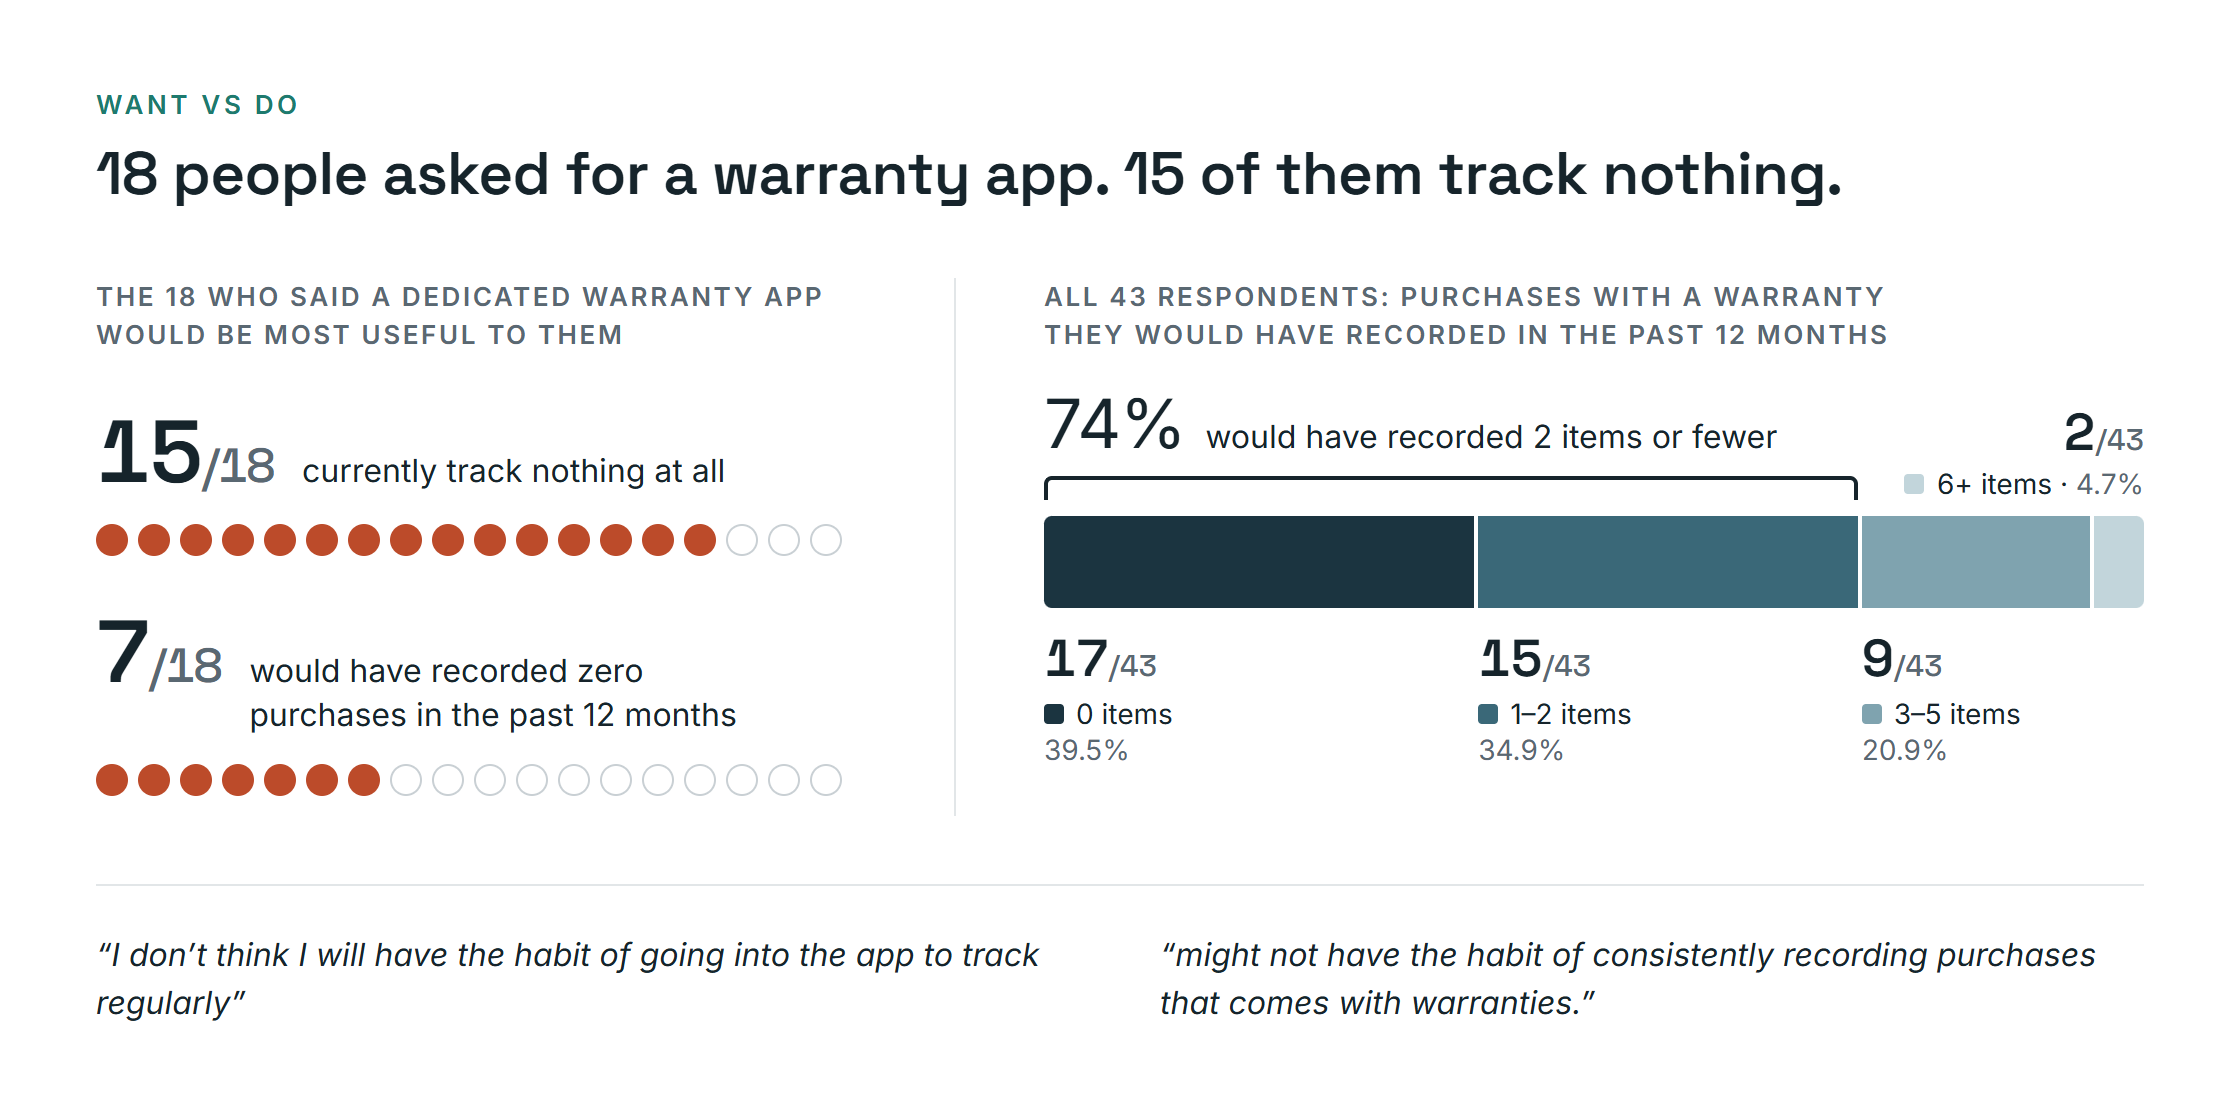 WANT VS DO
18 people asked for a warranty app. 15 of them track nothing.
THE 18 WHO SAID A DEDICATED WARRANTY APP
WOULD BE MOST USEFUL TO THEM
15/18 currently track nothing at all
7/18 would have recorded zero
purchases in the past 12 months
ALL 43 RESPONDENTS: PURCHASES WITH A WARRANTY
THEY WOULD HAVE RECORDED IN THE PAST 12 MONTHS
74% would have recorded 2 items or fewer
2/43
6+ items · 4.7%
17/43
0 items
39.5%
15/43
1–2 items
34.9%
9/43
3–5 items
20.9%
“I don’t think I will have the habit of going into the app to track
regularly”
“might not have the habit of consistently recording purchases
that comes with warranties.”